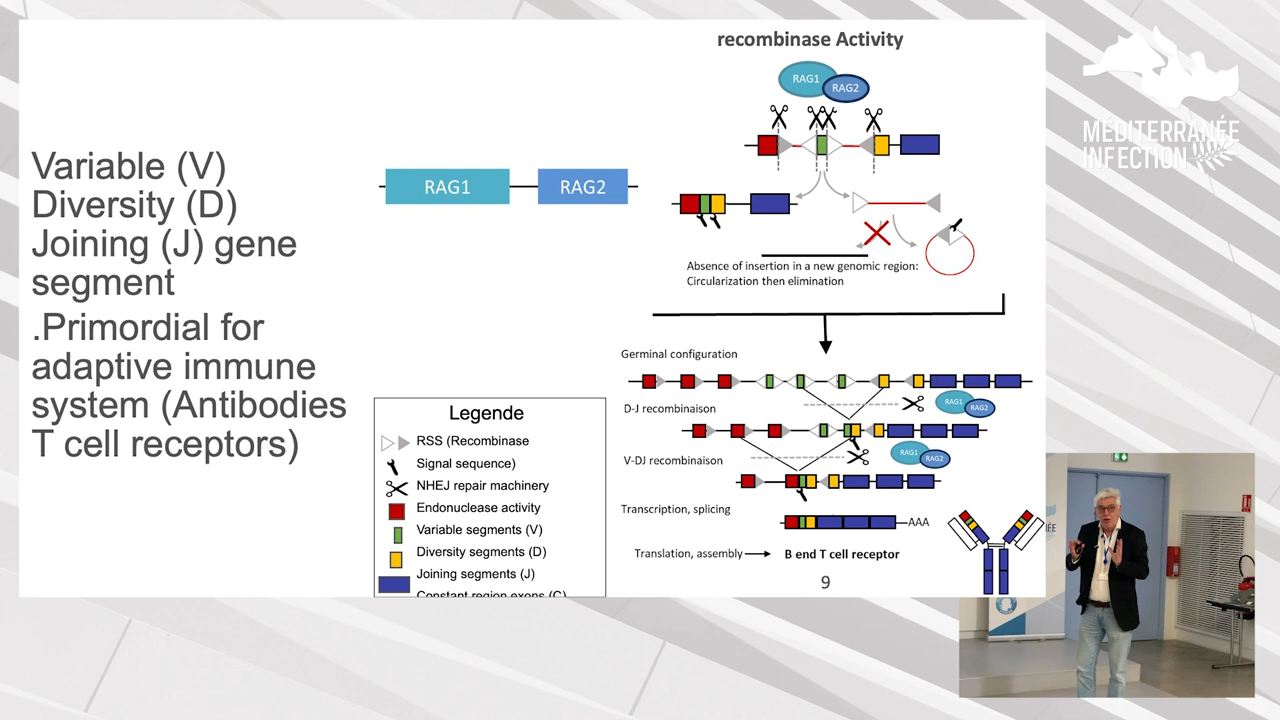 recombinase Activity
RAG1
RAG2
MÉDITERRANÉE
INFECTION
Variable (V)
Diversity (D)
Joining (J) gene
segment
.Primordial for
adaptive immune
system (Antibodies
T cell receptors)
RAG1
RAG2
Absence of insertion in a new genomic region:
Circularization then elimination
Germinal configuration
D-J recombinaison
RAG1
RAG2
V-DJ recombinaison
RAG1
RAG2
Transcription, splicing
AAA
Translation, assembly
B end T cell receptor
9
Legende
RSS (Recombinase
Signal sequence)
NHEJ repair machinery
Endonuclease activity
Variable segments (V)
Diversity segments (D)
Joining segments (J)
Constant region exons (C)